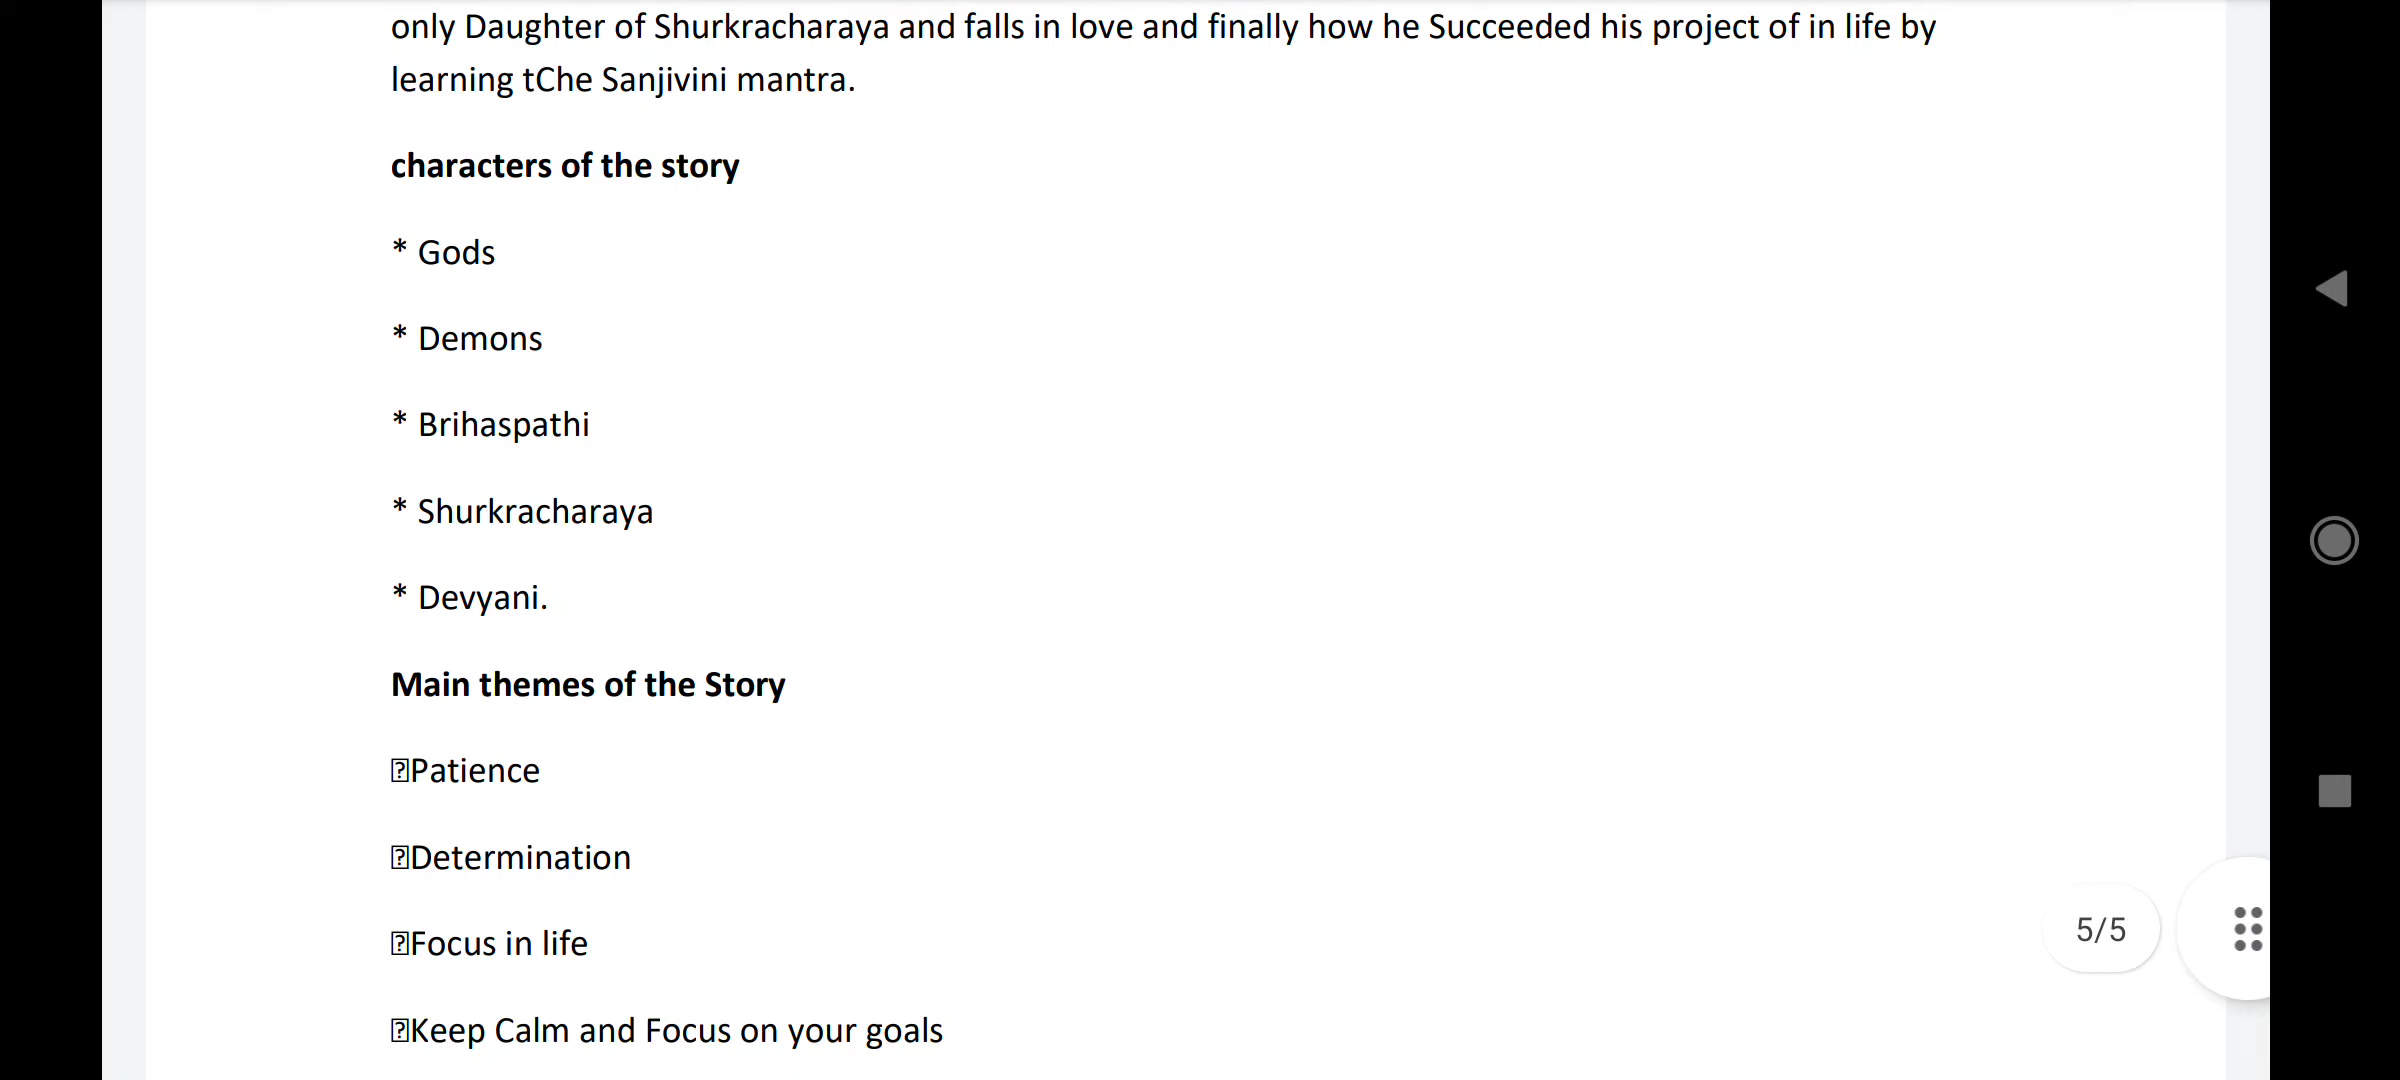 only Daughter of Shurkracharaya and falls in love and finally how he Succeeded his project of in life by
learning tChe Sanjivini mantra.
characters of the story
* Gods
* Demons
* Brihaspathi
* Shurkracharaya
* Devyani.
Main themes of the Story
⍰Patience
⍰Determination
⍰Focus in life
⍰Keep Calm and Focus on your goals
5/5